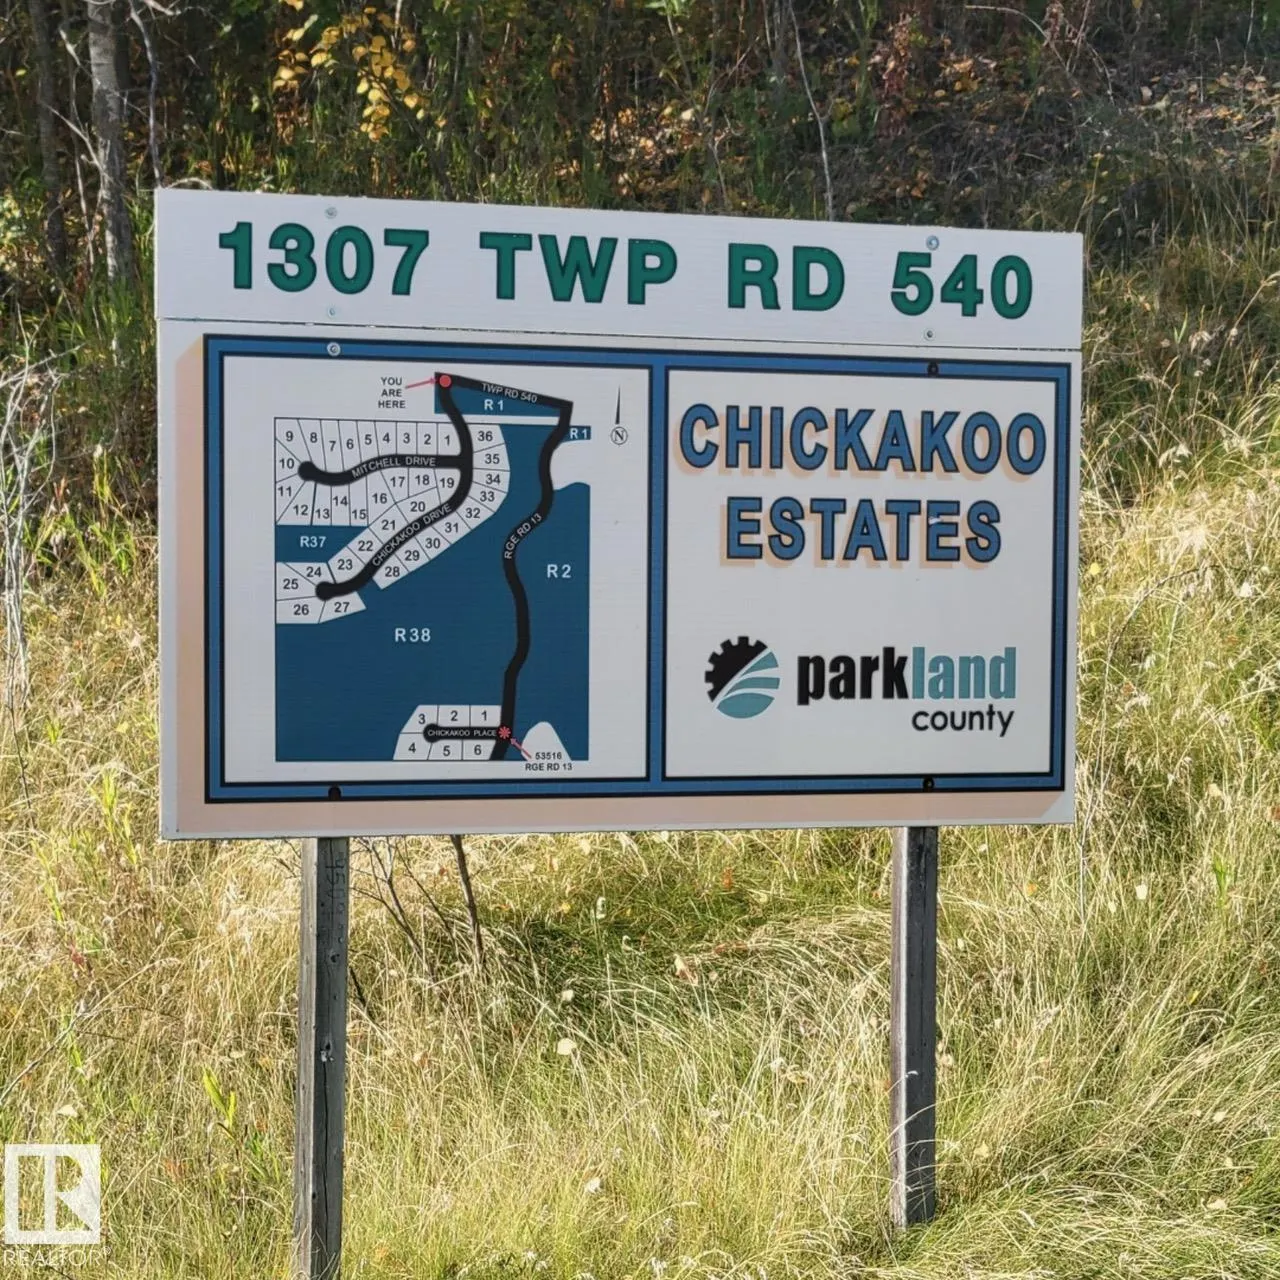 1307 TWP RD 540
YOU
ARE
HERE
TWP RD 540
R 1
R 1
N
9 8 7 6 5 4 3 2 1 36
10 MITCHELL DRIVE 35
11 12 13 14 15 16 17 18 19 34
33
20 32
21 CHICKAKOO DRIVE 31
22 30
R37 23 29
24 28
25
26 27
RGE RD 13
R 2
R38
3 2 1
CHICKAKOO PLACE
4 5 6
53516
RGE RD 13
CHICKAKOO
ESTATES
parkland
county
REALTOR®